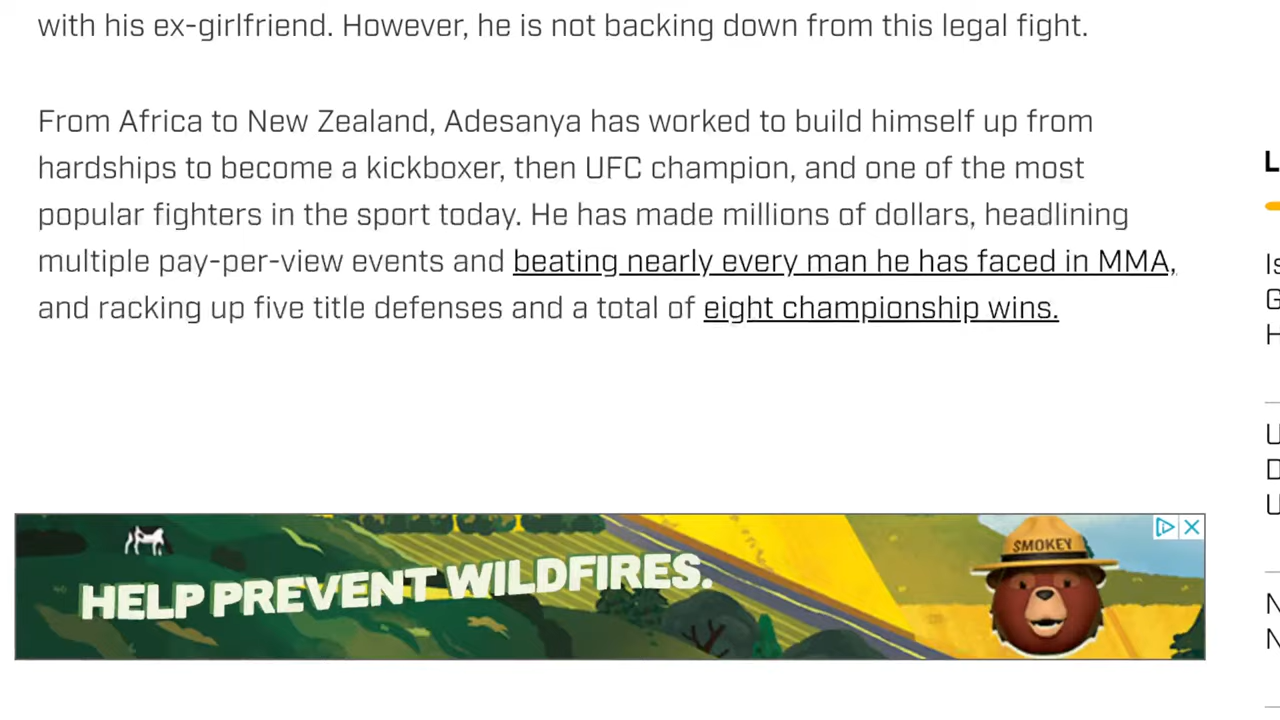 with his ex-girlfriend. However, he is not backing down from this legal fight.
From Africa to New Zealand, Adesanya has worked to build himself up from
hardships to become a kickboxer, then UFC champion, and one of the most
popular fighters in the sport today. He has made millions of dollars, headlining
multiple pay-per-view events and beating nearly every man he has faced in MMA,
and racking up five title defenses and a total of eight championship wins.
HELP PREVENT WILDFIRES.
SMOKEY